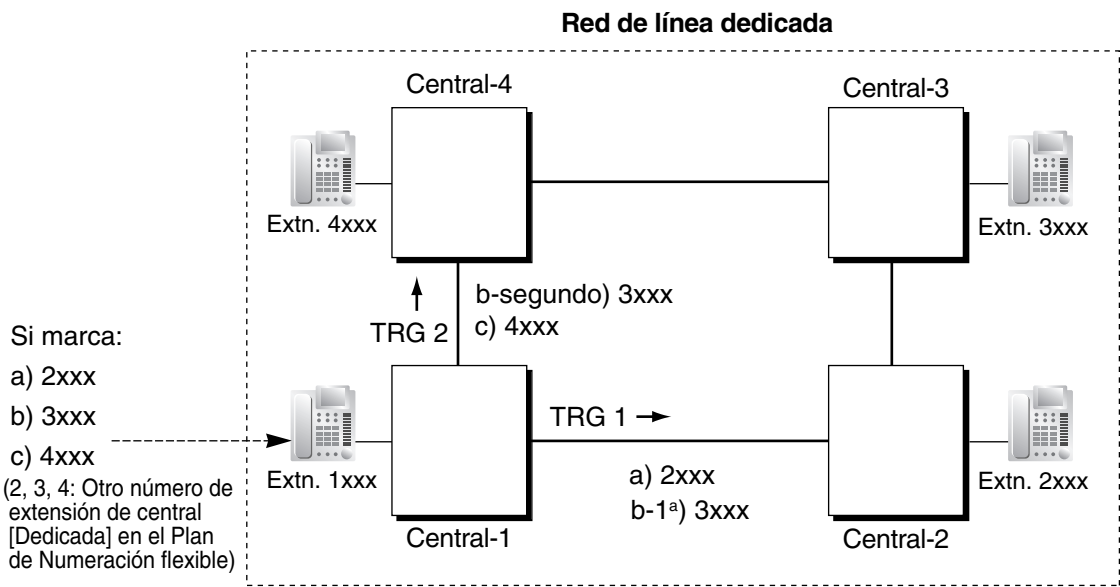 Red de línea dedicada
Central-4
Central-3
Extn. 4xxx
Extn. 3xxx
b-segundo) 3xxx
TRG 2
c) 4xxx
Si marca:
a) 2xxx
b) 3xxx
c) 4xxx
(2, 3, 4: Otro número de
extensión de central
[Dedicada] en el Plan
de Numeración flexible)
TRG 1
Extn. 1xxx
a) 2xxx
b-1ª) 3xxx
Extn. 2xxx
Central-1
Central-2